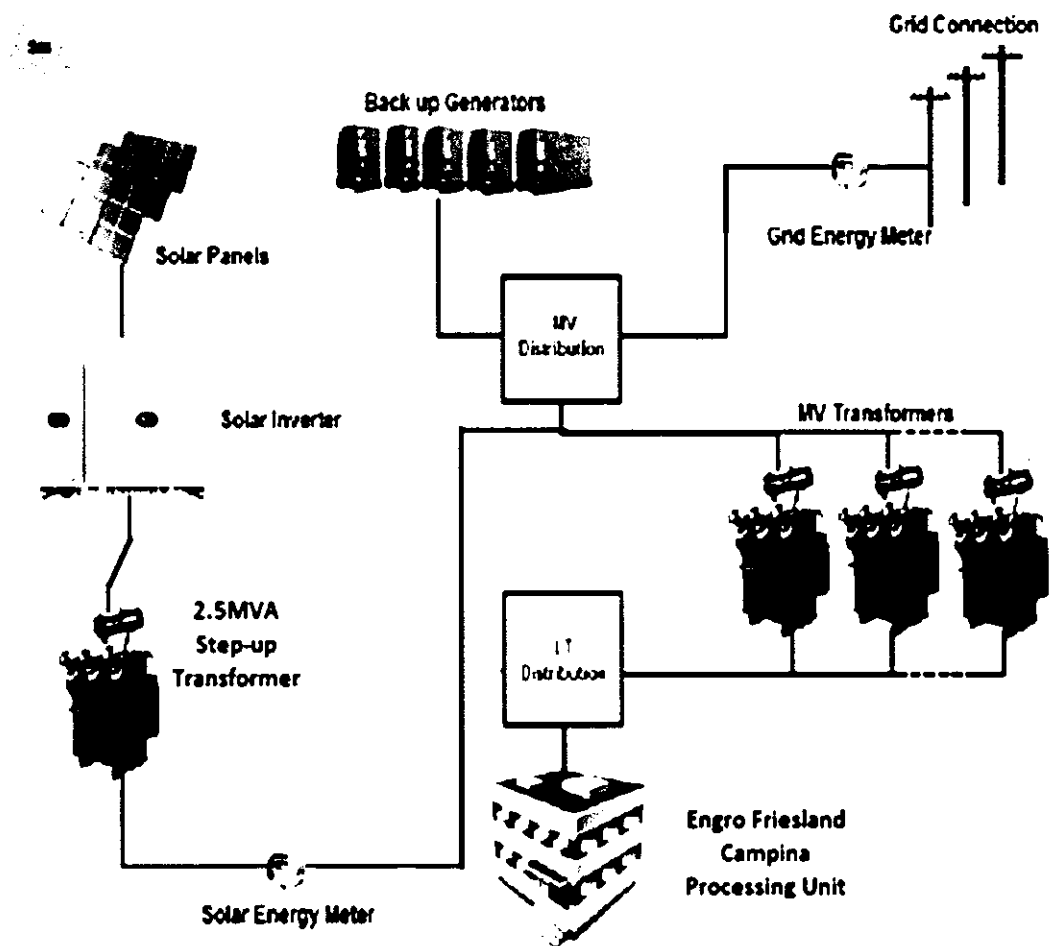 Grid Connection
Back up Generators
Solar Panels
Grid Energy Meter
MV
Distribution
Solar Inverter
MV Transformers
2.5MVA
Step-up
Transformer
LT
Distribution
Engro Friesland
Campina
Processing Unit
Solar Energy Meter